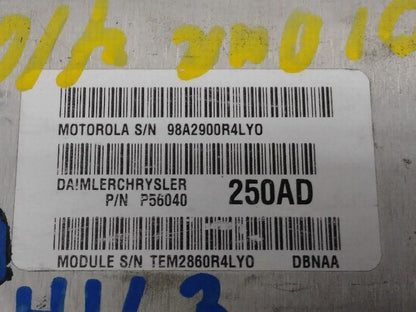 MOTOROLA S/N 98A2900R4LYO
DAIMLERCHRYSLER
P/N P56040 250AD
MODULE S/N TEM2860R4LYO DBNAA